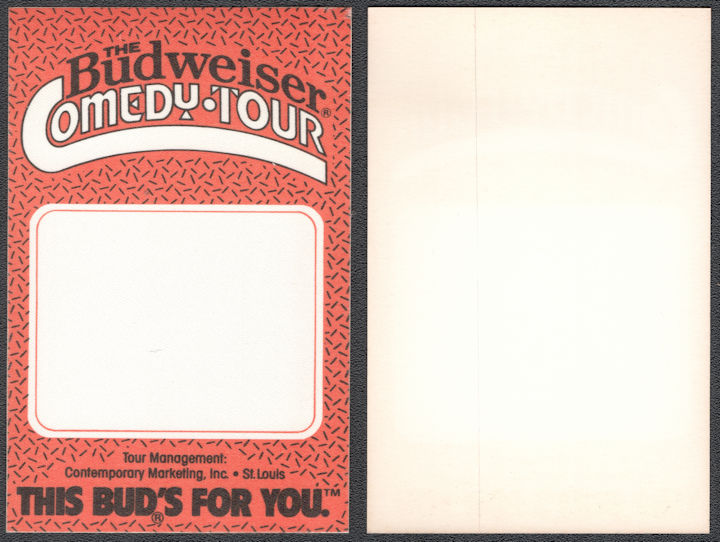 THE
Budweiser®
COMEDY·TOUR
Tour Management:
Contemporary Marketing, Inc. • St. Louis
THIS BUD'S FOR YOU.™
®